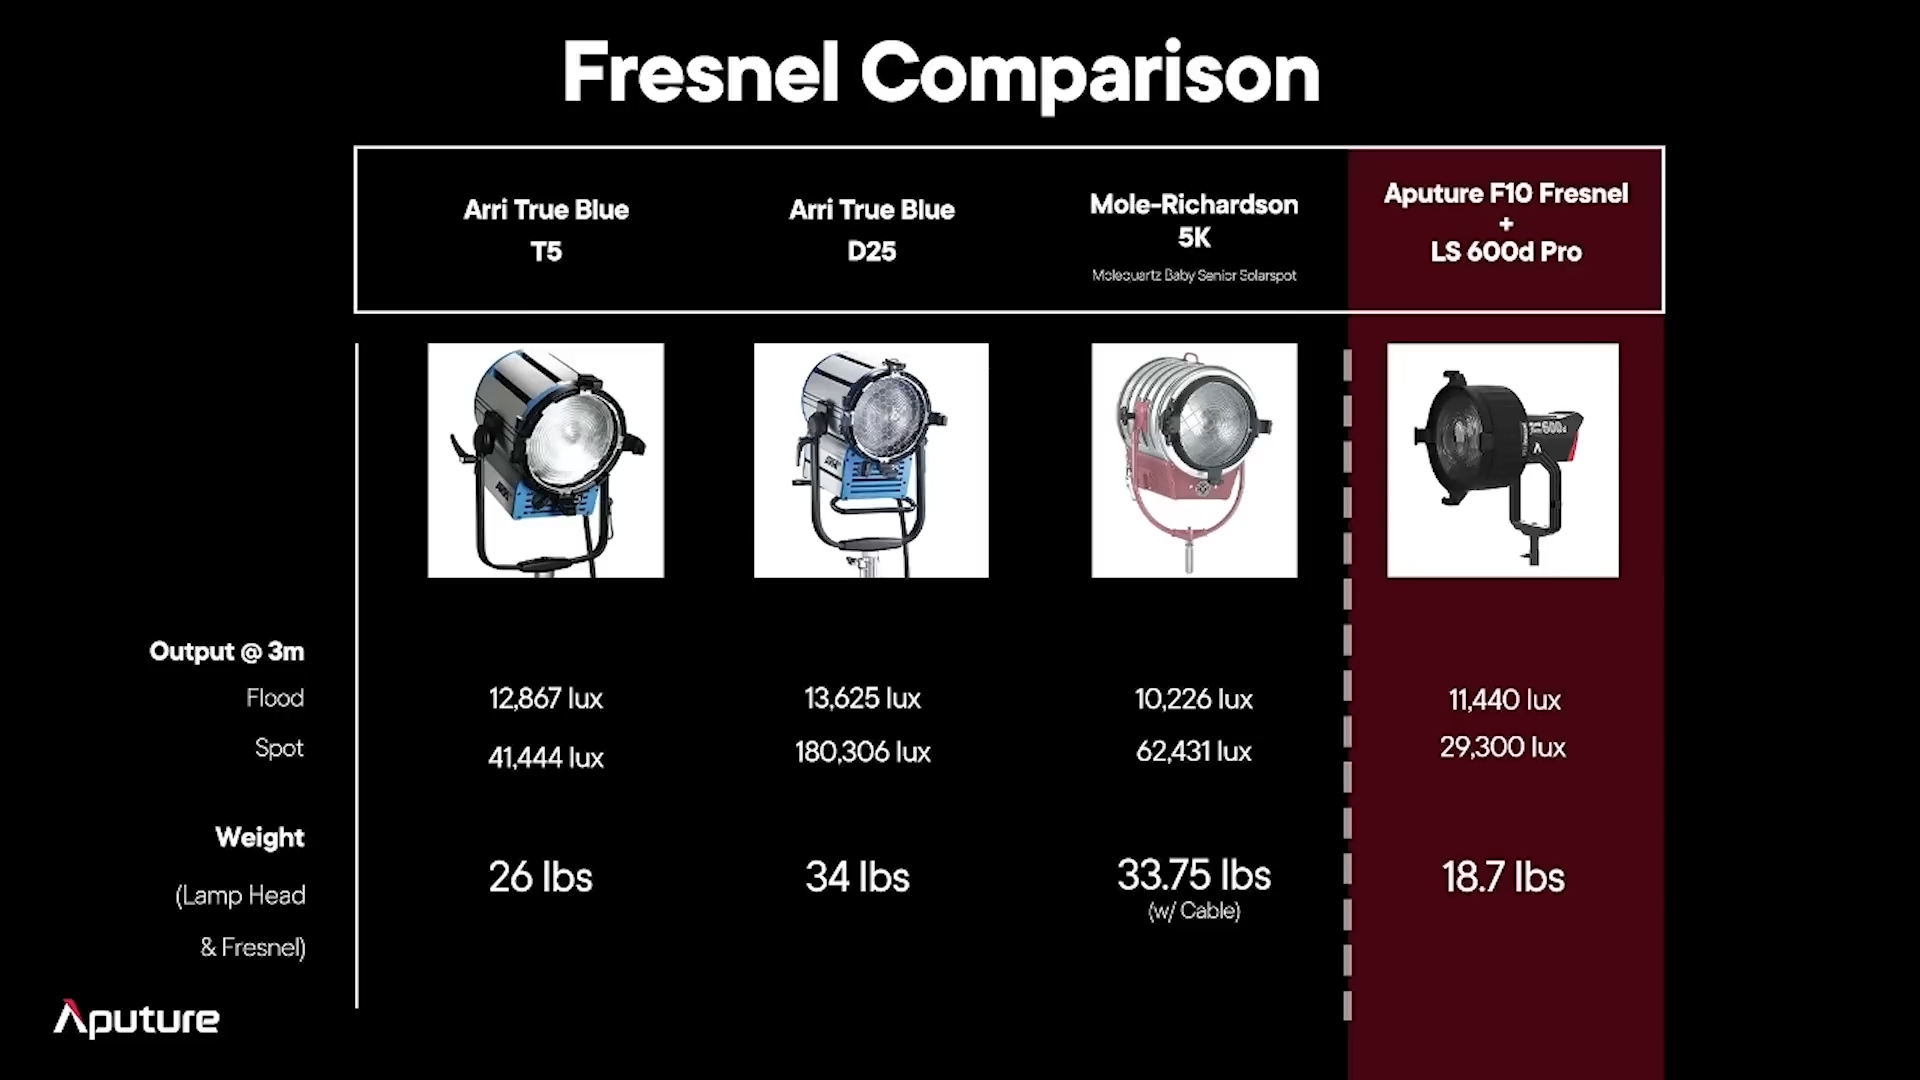 Fresnel Comparison
Arri True Blue
T5
Arri True Blue
D25
Mole-Richardson
5K
Molequartz Baby Senior Solarspot
Aputure F10 Fresnel
+
LS 600d Pro
600d
Output @ 3m
Flood
12,867 lux
13,625 lux
10,226 lux
11,440 lux
Spot
41,444 lux
180,306 lux
62,431 lux
29,300 lux
Weight
(Lamp Head
& Fresnel)
26 lbs
34 lbs
33.75 lbs
(w/ Cable)
18.7 lbs
Aputure